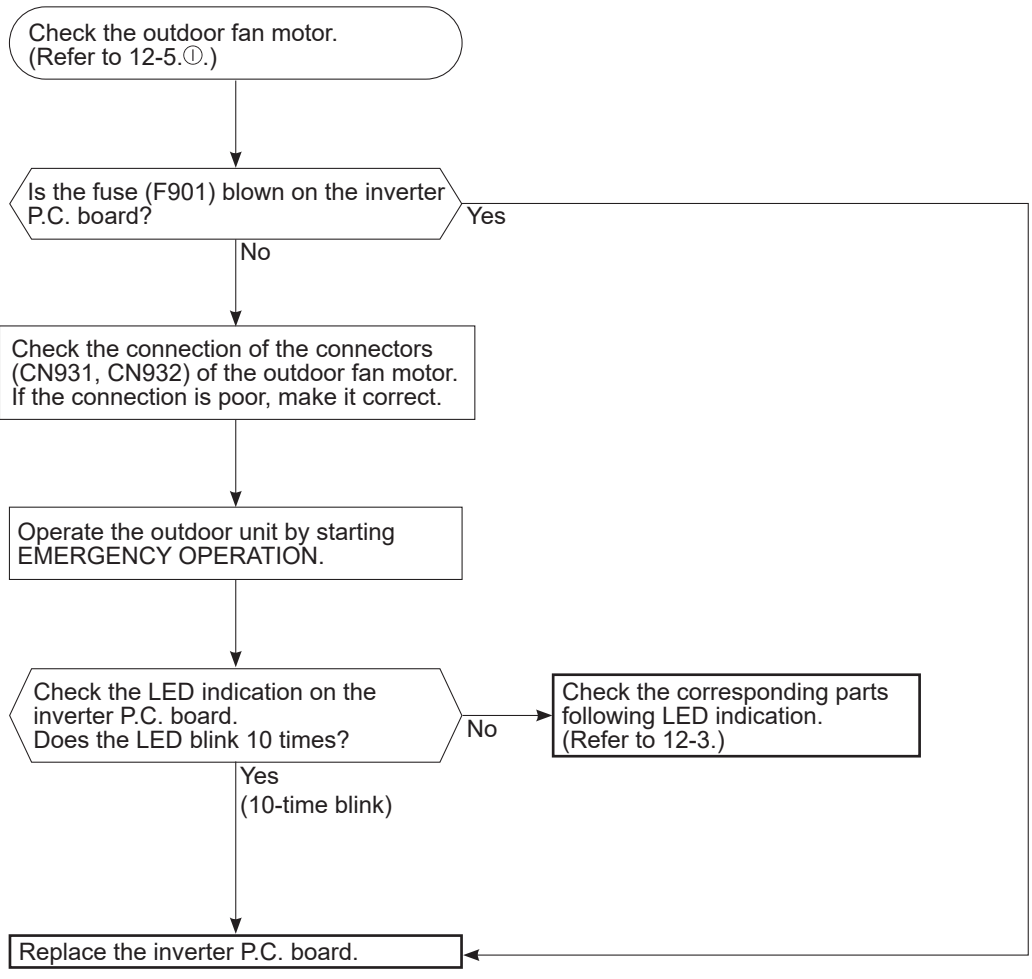 Check the outdoor fan motor.
(Refer to 12-5.Ⓘ.)
Is the fuse (F901) blown on the inverter
P.C. board?
Yes
No
Check the connection of the connectors
(CN931, CN932) of the outdoor fan motor.
If the connection is poor, make it correct.
Operate the outdoor unit by starting
EMERGENCY OPERATION.
Check the LED indication on the
inverter P.C. board.
Does the LED blink 10 times?
No
Check the corresponding parts
following LED indication.
(Refer to 12-3.)
Yes
(10-time blink)
Replace the inverter P.C. board.